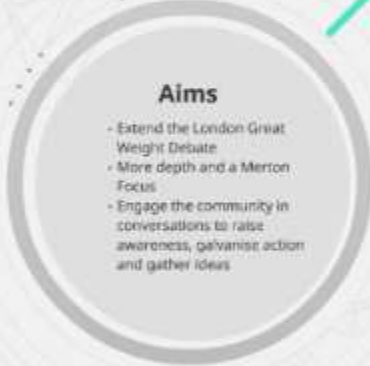 Aims
- Extend the London Great
Weight Debate
- More depth and a Merton
Focus
- Engage the community in
conversations to raise
awareness, galvanise action
and gather ideas